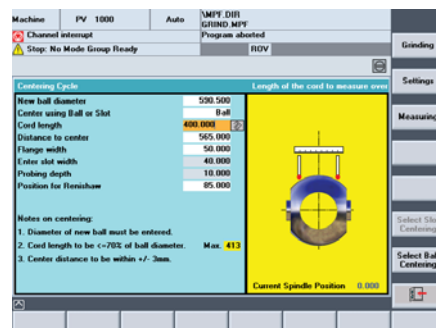 Machine PV 1000 Auto \MPF.DIR
GRIND.MPF
Channel interrupt Program aborted
Stop: No Mode Group Ready ROV
Grinding
Centering Cycle Length of the cord to measure over
Settings
New ball diameter 590.500
Center using Ball or Slot Ball
Cord length 400.000
Measuring
Distance to center 565.000
Flange width 50.000
Enter slot width 40.000
Probing depth 10.000
Position for Renishaw 85.000
Notes on centering:
1. Diameter of new ball must be entered.
Select Slot
Centering
2. Cord length to be <=70% of ball diameter. Max. 413
3. Center distance to be within +/- 3mm.
Select Ball
Centering
Current Spindle Position 0.000